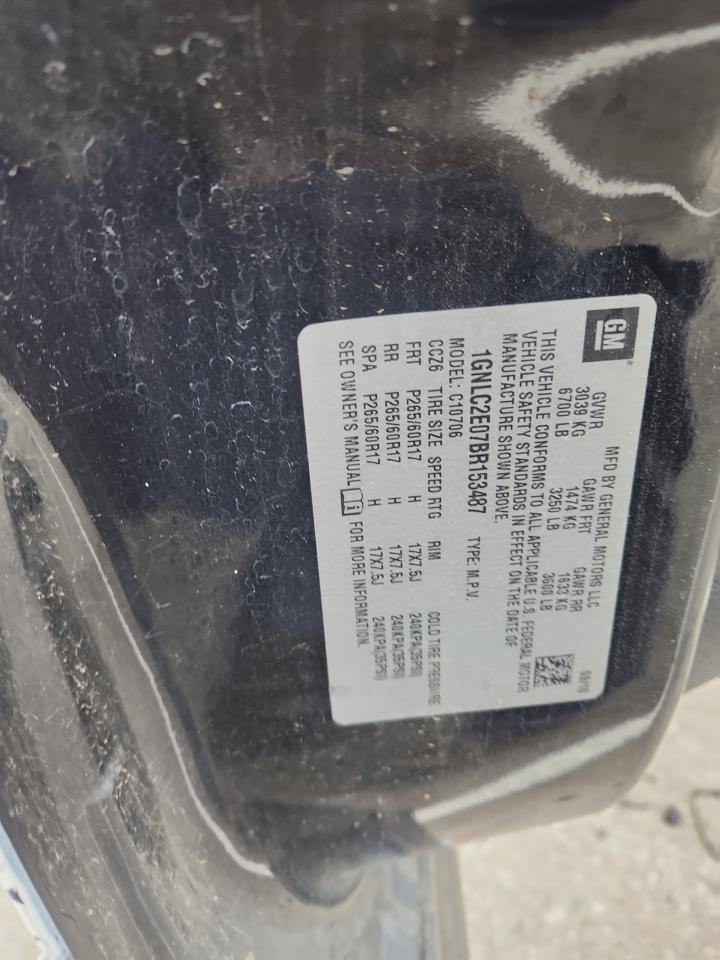 GM
MFD BY GENERAL MOTORS LLC 09/10
GVWR GAWR FRT GAWR RR
3039 KG 1474 KG 1633 KG
6700 LB 3250 LB 3600 LB
THIS VEHICLE CONFORMS TO ALL APPLICABLE U.S. FEDERAL MOTOR
VEHICLE SAFETY STANDARDS IN EFFECT ON THE DATE OF
MANUFACTURE SHOWN ABOVE.
1GNLC2E07BR153487 TYPE: M.P.V.
MODEL: C10706
CCZ6 TIRE SIZE SPEED RTG RIM COLD TIRE PRESSURE
FRT P265/60R17 H 17X7.5J 240KPA(35PSI)
RR P265/60R17 H 17X7.5J 240KPA(35PSI)
SPA P265/60R17 H 17X7.5J 240KPA(35PSI)
SEE OWNER'S MANUAL i FOR MORE INFORMATION.